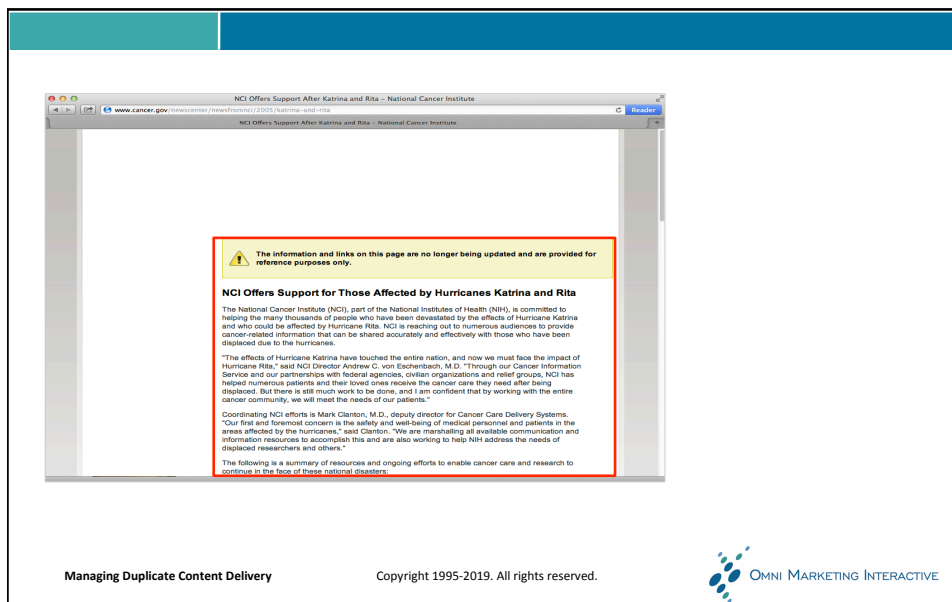 NCI Offers Support After Katrina and Rita – National Cancer Institute
www.cancer.gov/newscenter/newsfromnci/2005/katrina-and-rita
Reader
NCI Offers Support After Katrina and Rita – National Cancer Institute
The information and links on this page are no longer being updated and are provided for
reference purposes only.
NCI Offers Support for Those Affected by Hurricanes Katrina and Rita
The National Cancer Institute (NCI), part of the National Institutes of Health (NIH), is committed to
helping the many thousands of people who have been devastated by the effects of Hurricane Katrina
and who could be affected by Hurricane Rita. NCI is reaching out to numerous audiences to provide
cancer-related information that can be shared accurately and effectively with those who have been
displaced due to the hurricanes.
"The effects of Hurricane Katrina have touched the entire nation, and now we must face the impact of
Hurricane Rita," said NCI Director Andrew C. von Eschenbach, M.D. "Through our Cancer Information
Service and our partnerships with federal agencies, civilian organizations and relief groups, NCI has
helped numerous patients and their loved ones receive the cancer care they need after being
displaced. But there is still much work to be done, and I am confident that by working with the entire
cancer community, we will meet the needs of our patients."
Coordinating NCI efforts is Mark Clanton, M.D., deputy director for Cancer Care Delivery Systems.
"Our first and foremost concern is the safety and well-being of medical personnel and patients in the
areas affected by the hurricanes," said Clanton. "We are marshalling all available communication and
information resources to accomplish this and are also working to help NIH address the needs of
displaced researchers and others."
The following is a summary of resources and ongoing efforts to enable cancer care and research to
continue in the face of these national disasters:
Managing Duplicate Content Delivery
Copyright 1995-2019. All rights reserved.
OMNI MARKETING INTERACTIVE